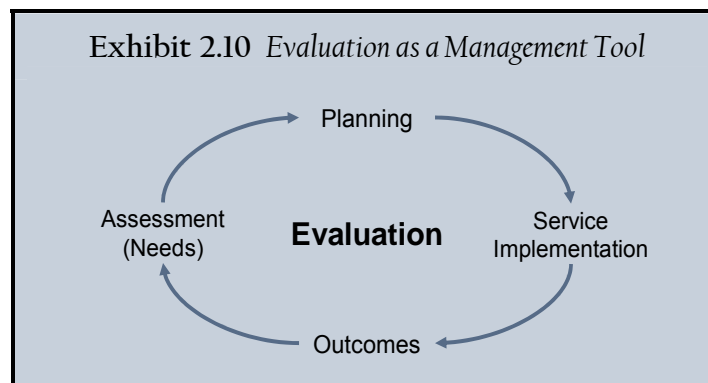 Exhibit 2.10 Evaluation as a Management Tool
Planning
Assessment
(Needs)
Evaluation
Service
Implementation
Outcomes